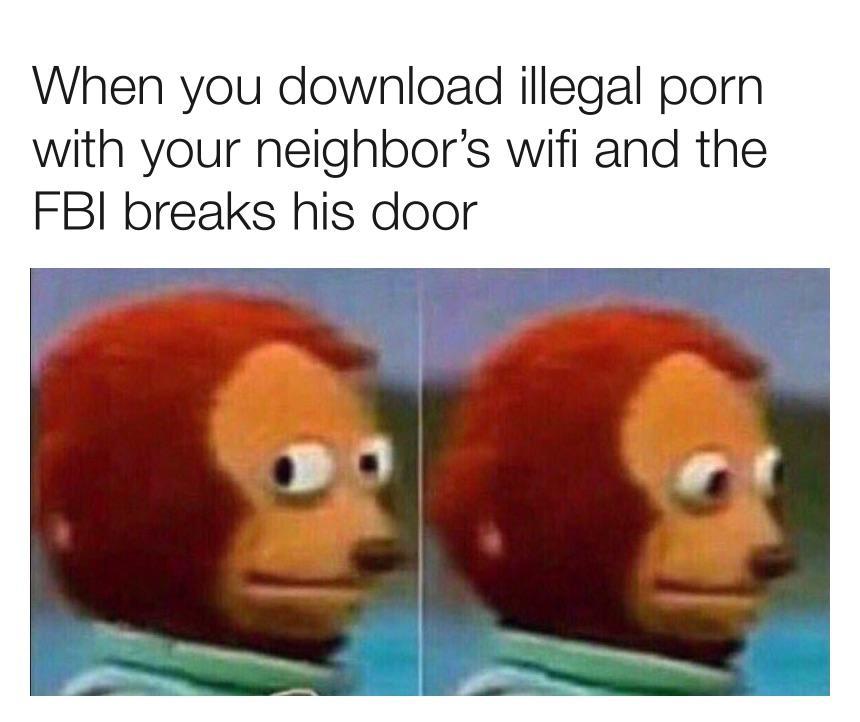 When you download illegal porn
with your neighbor’s wifi and the
FBI breaks his door